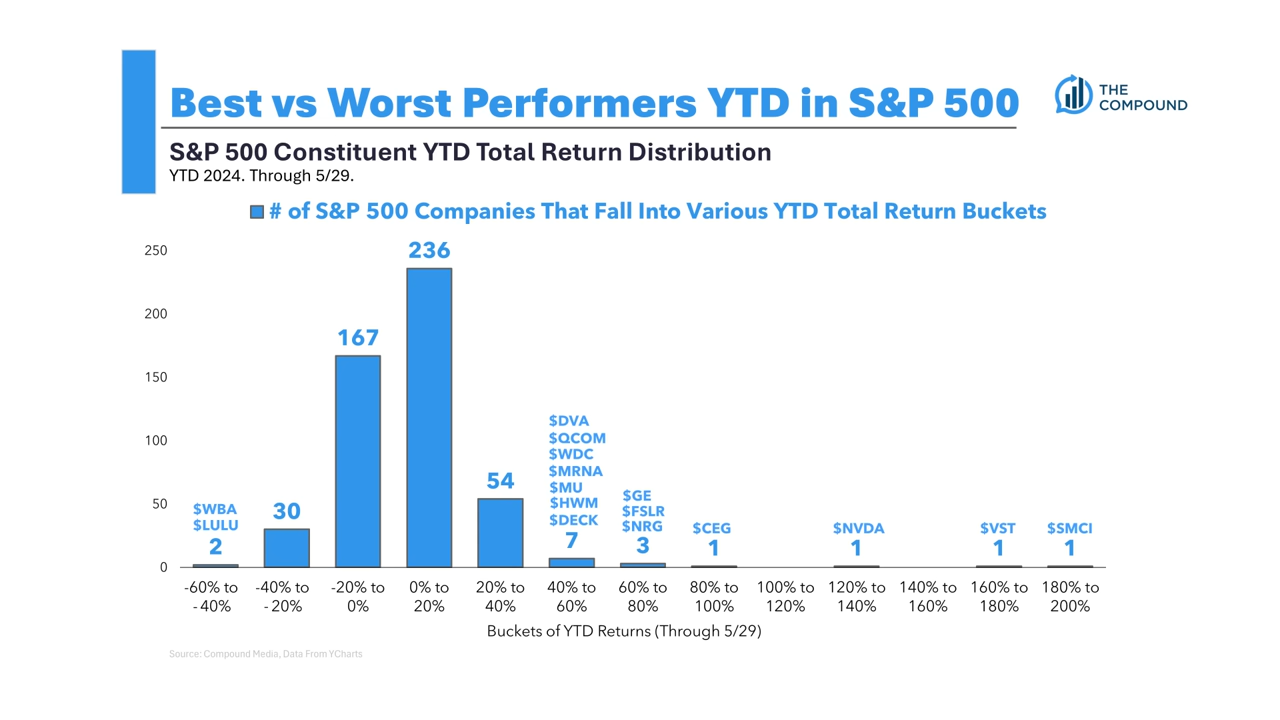 Best vs Worst Performers YTD in S&P 500
THE
COMPOUND
S&P 500 Constituent YTD Total Return Distribution
YTD 2024. Through 5/29.
# of S&P 500 Companies That Fall Into Various YTD Total Return Buckets
250
200
150
100
50
0
$WBA
$LULU
2
30
167
236
54
$DVA
$QCOM
$WDC
$MRNA
$MU
$HWM
$DECK
7
$GE
$FSLR
$NRG
3
$CEG
1
$NVDA
1
$VST
1
$SMCI
1
-60% to
-40%
-40% to
-20%
-20% to
0%
0% to
20%
20% to
40%
40% to
60%
60% to
80%
80% to
100%
100% to
120%
120% to
140%
140% to
160%
160% to
180%
180% to
200%
Buckets of YTD Returns (Through 5/29)
Source: Compound Media, Data From YCharts